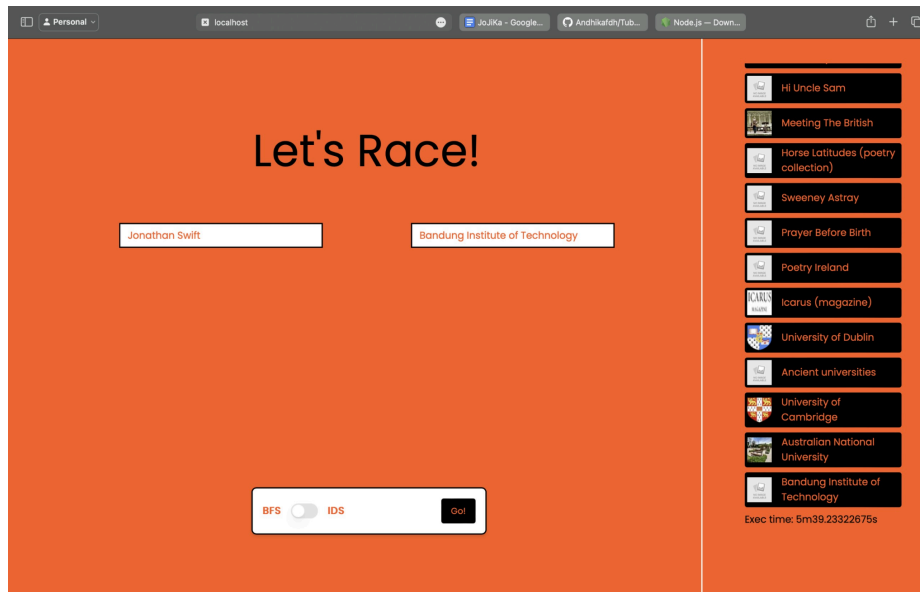 Personal
localhost
JoJiKa - Google...
Andhikafdh/Tub...
Node.js — Down...
Let's Race!
Jonathan Swift
Bandung Institute of Technology
BFS
IDS
Go!
Hi Uncle Sam
Meeting The British
Horse Latitudes (poetry
collection)
Sweeney Astray
Prayer Before Birth
Poetry Ireland
ICARUS
MAGAZINE
Icarus (magazine)
University of Dublin
Ancient universities
University of
Cambridge
Australian National
University
Bandung Institute of
Technology
Exec time: 5m39.23322675s